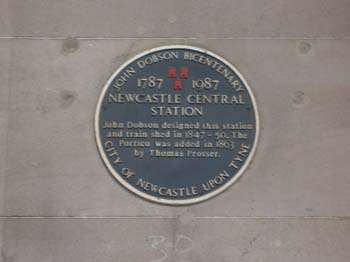 JOHN DOBSON BICENTENARY
1787 1987
NEWCASTLE CENTRAL
STATION
John Dobson designed this station
and train shed in 1847-50. The
Portico was added in 1863
by Thomas Prosser.
CITY OF NEWCASTLE UPON TYNE